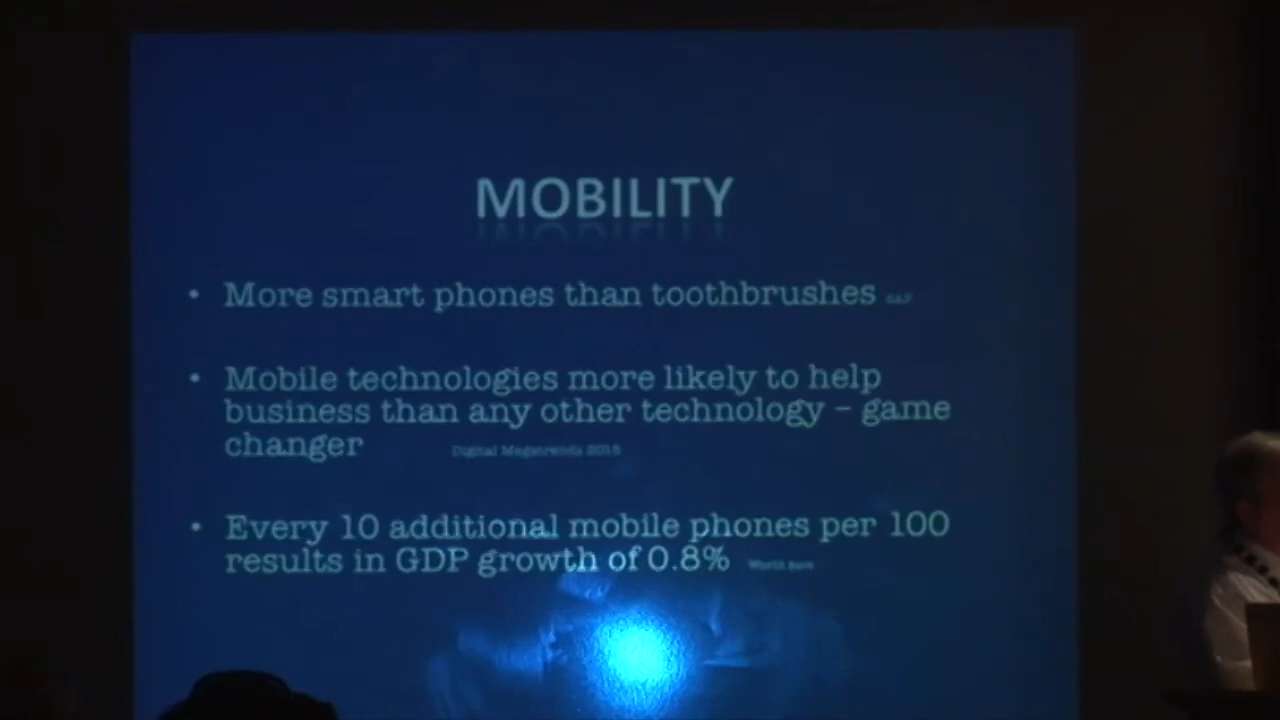 MOBILITY
• More smart phones than toothbrushes
• Mobile technologies more likely to help
business than any other technology – game
changer Digital Megatrends 2015
• Every 10 additional mobile phones per 100
results in GDP growth of 0.8% World